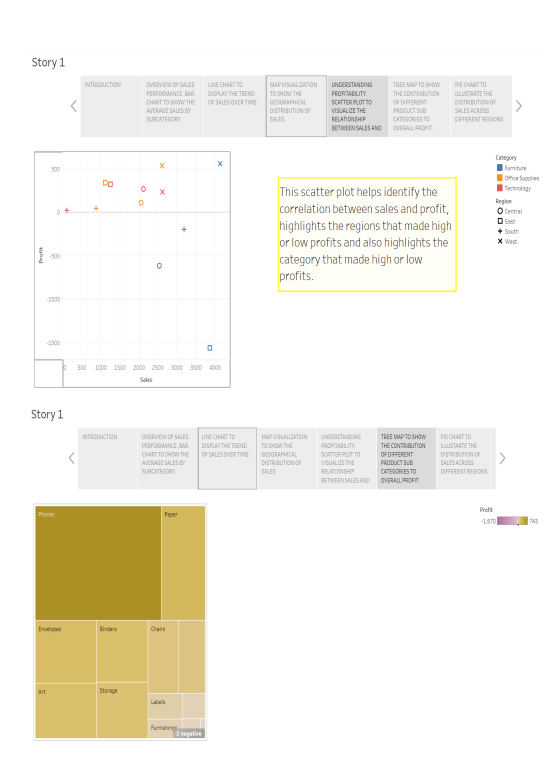 Story 1
INTRODUCTION
OVERVIEW OF SALES
PERFORMANCE. BAR
CHART TO SHOW THE
AVERAGE SALES BY
SUBCATEGORY.
LINE CHART TO
DISPLAY THE TREND
OF SALES OVER TIME.
MAP VISUALIZATION
TO SHOW THE
GEOGRAPHICAL
DISTRIBUTION OF
SALES.
UNDERSTANDING
PROFITABILITY.
SCATTER PLOT TO
VISUALIZE THE
RELATIONSHIP
BETWEEN SALES AND
TREE MAP TO SHOW
THE CONTRIBUTION
OF DIFFERENT
PRODUCT SUB
CATEGORIES TO
OVERALL PROFIT.
PIE CHART TO
ILLUSTARTE THE
DISTRIBUTION OF
SALES ACROSS
DIFFERENT REGIONS.
500
0
-500
-1000
-1500
Profit
0 500 1000 1500 2000 2500 3000 3500 4000
Sales
This scatter plot helps identify the
correlation between sales and profit,
highlights the regions that made high
or low profits and also highlights the
category that made high or low
profits.
Category
Furniture
Office Supplies
Technology
Region
Central
East
South
West
Story 1
INTRODUCTION
OVERVIEW OF SALES
PERFORMANCE. BAR
CHART TO SHOW THE
AVERAGE SALES BY
SUBCATEGORY.
LINE CHART TO
DISPLAY THE TREND
OF SALES OVER TIME.
MAP VISUALIZATION
TO SHOW THE
GEOGRAPHICAL
DISTRIBUTION OF
SALES.
UNDERSTANDING
PROFITABILITY.
SCATTER PLOT TO
VISUALIZE THE
RELATIONSHIP
BETWEEN SALES AND
TREE MAP TO SHOW
THE CONTRIBUTION
OF DIFFERENT
PRODUCT SUB
CATEGORIES TO
OVERALL PROFIT.
PIE CHART TO
ILLUSTARTE THE
DISTRIBUTION OF
SALES ACROSS
DIFFERENT REGIONS.
Phones
Paper
Envelopes
Binders
Chairs
Art
Storage
Labels
Furnishings
2 negative
Profit
-1,670 743